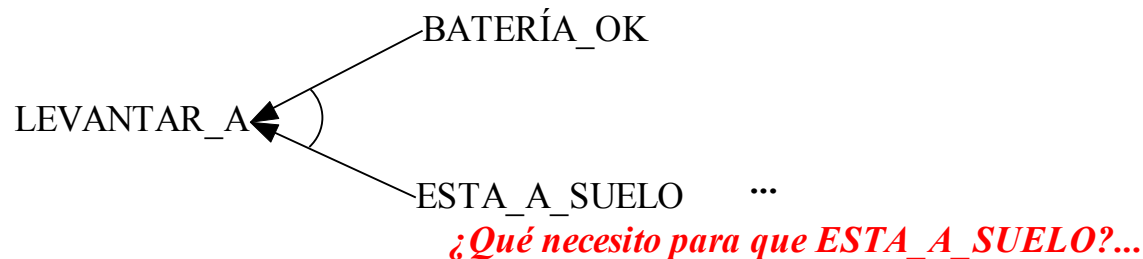 BATERÍA_OK
LEVANTAR_A
ESTA_A_SUELO ...
¿Qué necesito para que ESTA_A_SUELO?...